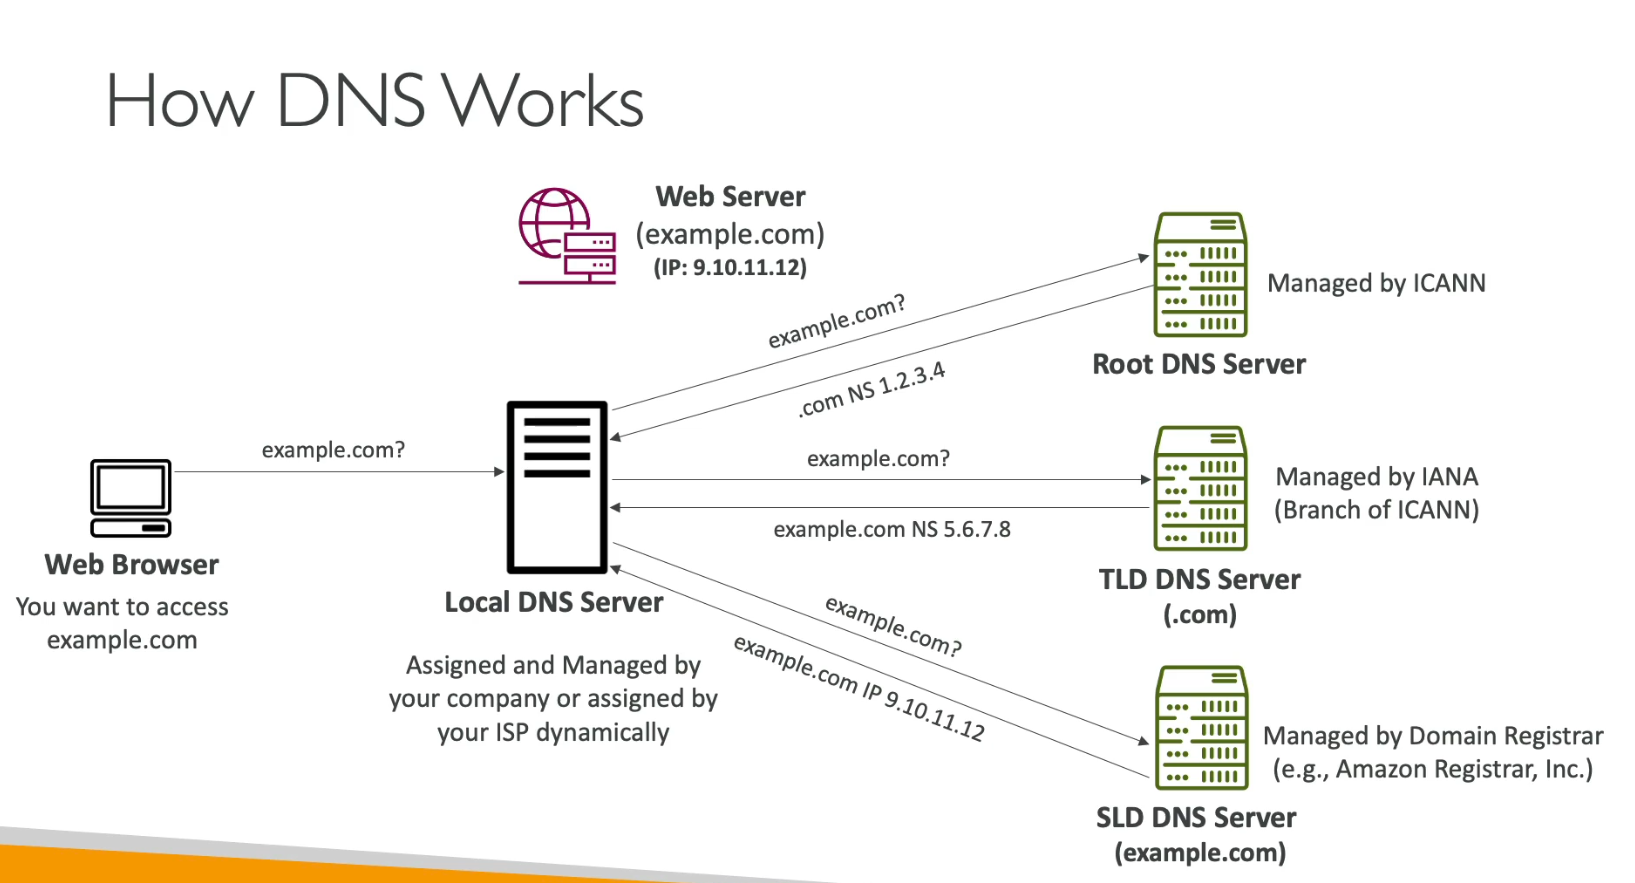 How DNS Works
Web Server
(example.com)
(IP: 9.10.11.12)
example.com?
.com NS 1.2.3.4
Managed by ICANN
Root DNS Server
example.com?
Web Browser
You want to access
example.com
Local DNS Server
Assigned and Managed by
your company or assigned by
your ISP dynamically
example.com?
example.com NS 5.6.7.8
Managed by IANA
(Branch of ICANN)
TLD DNS Server
(.com)
example.com?
example.com IP 9.10.11.12
Managed by Domain Registrar
(e.g., Amazon Registrar, Inc.)
SLD DNS Server
(example.com)